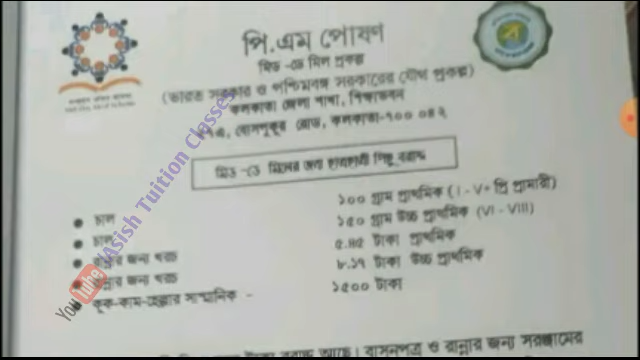 পি.এম পোষণ
মিড -ডে মিল প্রকল্প
(ভারত সরকার ও পশ্চিমবঙ্গ সরকারের যৌথ প্রকল্প)
কলকাতা জেলা শাখা, শিক্ষাভবন
রোড, কলকাতা-৭০০ ০৪২
মিড -ডে মিলের জন্য ছাত্রছাত্রী পিছু বরাদ্দ
চাল ১০০ গ্রাম প্রাথমিক ( I - V+ প্রি প্রাইমারী)
চাল ১৫০ গ্রাম উচ্চ প্রাথমিক (VI - VIII)
রান্নার জন্য খরচ ৫.৪৫ টাকা প্রাথমিক
রান্নার জন্য খরচ ৮.১৭ টাকা উচ্চ প্রাথমিক
কুক-কাম-হেল্পার সাম্মানিক - ১৫০০ টাকা
টাকা বরাদ্দ আছে। বাসনপত্র ও রান্নার জন্য সরঞ্জামের
YouTube/Asish Tuition Classes